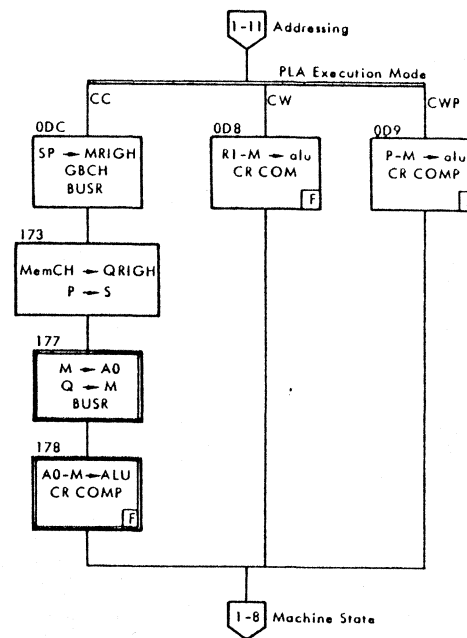 1-11 Addressing
PLA Execution Mode
CC
CW
CWP
0DC
SP → MRIGH
GBCH
BUSR
0D8
R1-M → alu
CR COM
F
0D9
P-M → alu
CR COMP
173
MemCH → QRIGH
P → S
177
M → A0
Q → M
BUSR
178
A0-M→ALU
CR COMP
F
1-8 Machine State